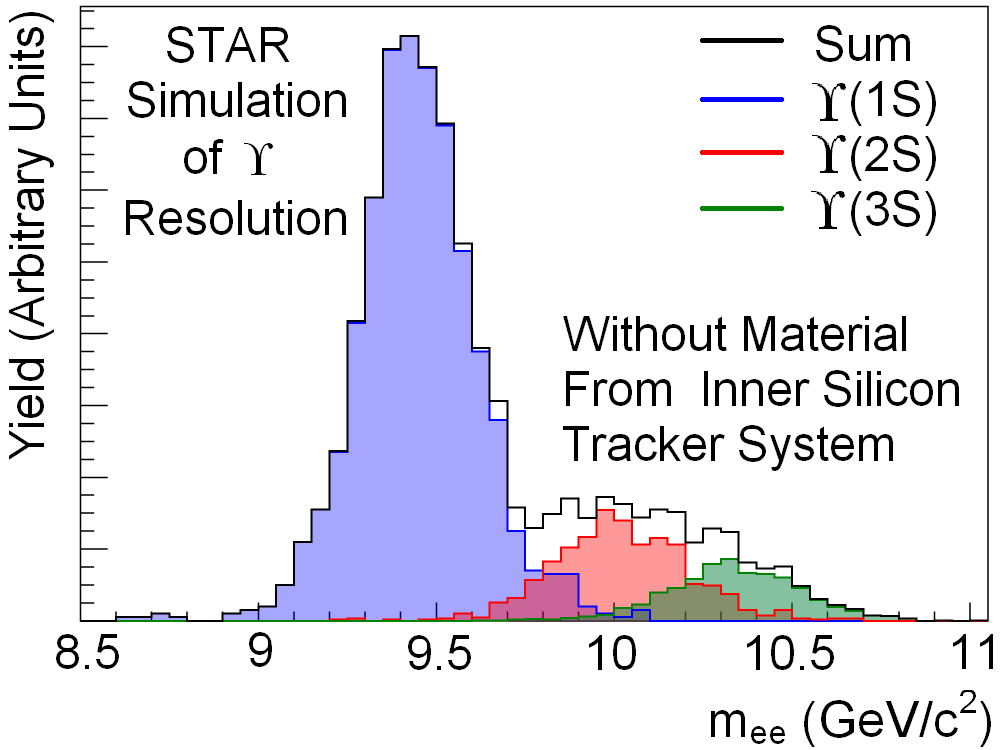 Yield (Arbitrary Units)
STAR
Simulation
of ϒ
Resolution
Sum
ϒ(1S)
ϒ(2S)
ϒ(3S)
Without Material
From Inner Silicon
Tracker System
8.5 9 9.5 10 10.5 11
mee (GeV/c²)